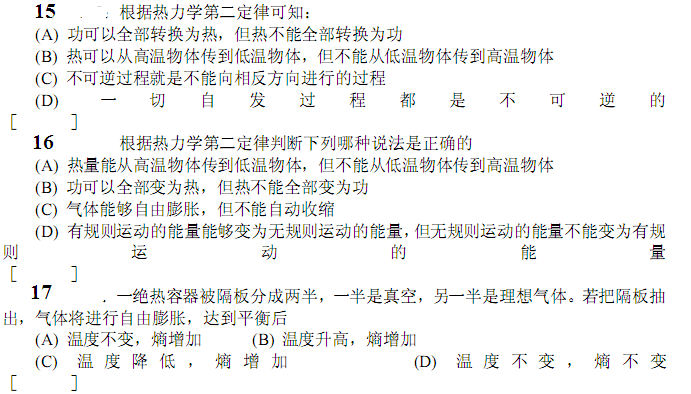 15 根据热力学第二定律可知：
(A) 功可以全部转换为热，但热不能全部转换为功
(B) 热可以从高温物体传到低温物体，但不能从低温物体传到高温物体
(C) 不可逆过程就是不能向相反方向进行的过程
(D) 一切自发过程都是不可逆的
[ ]
16 根据热力学第二定律判断下列哪种说法是正确的
(A) 热量能从高温物体传到低温物体，但不能从低温物体传到高温物体
(B) 功可以全部变为热，但热不能全部变为功
(C) 气体能够自由膨胀，但不能自动收缩
(D) 有规则运动的能量能够变为无规则运动的能量，但无规则运动的能量不能变为有规
则运动的能量
[ ]
17 ．一绝热容器被隔板分成两半，一半是真空，另一半是理想气体。若把隔板抽
出，气体将进行自由膨胀，达到平衡后
(A) 温度不变，熵增加 (B) 温度升高，熵增加
(C) 温度降低，熵增加 (D) 温度不变，熵不变
[ ]